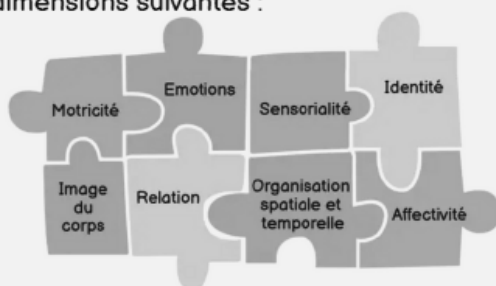 dimensions suivantes :
Motricité
Emotions
Sensorialité
Identité
Image
du
corps
Relation
Organisation
spatiale et
temporelle
Affectivité